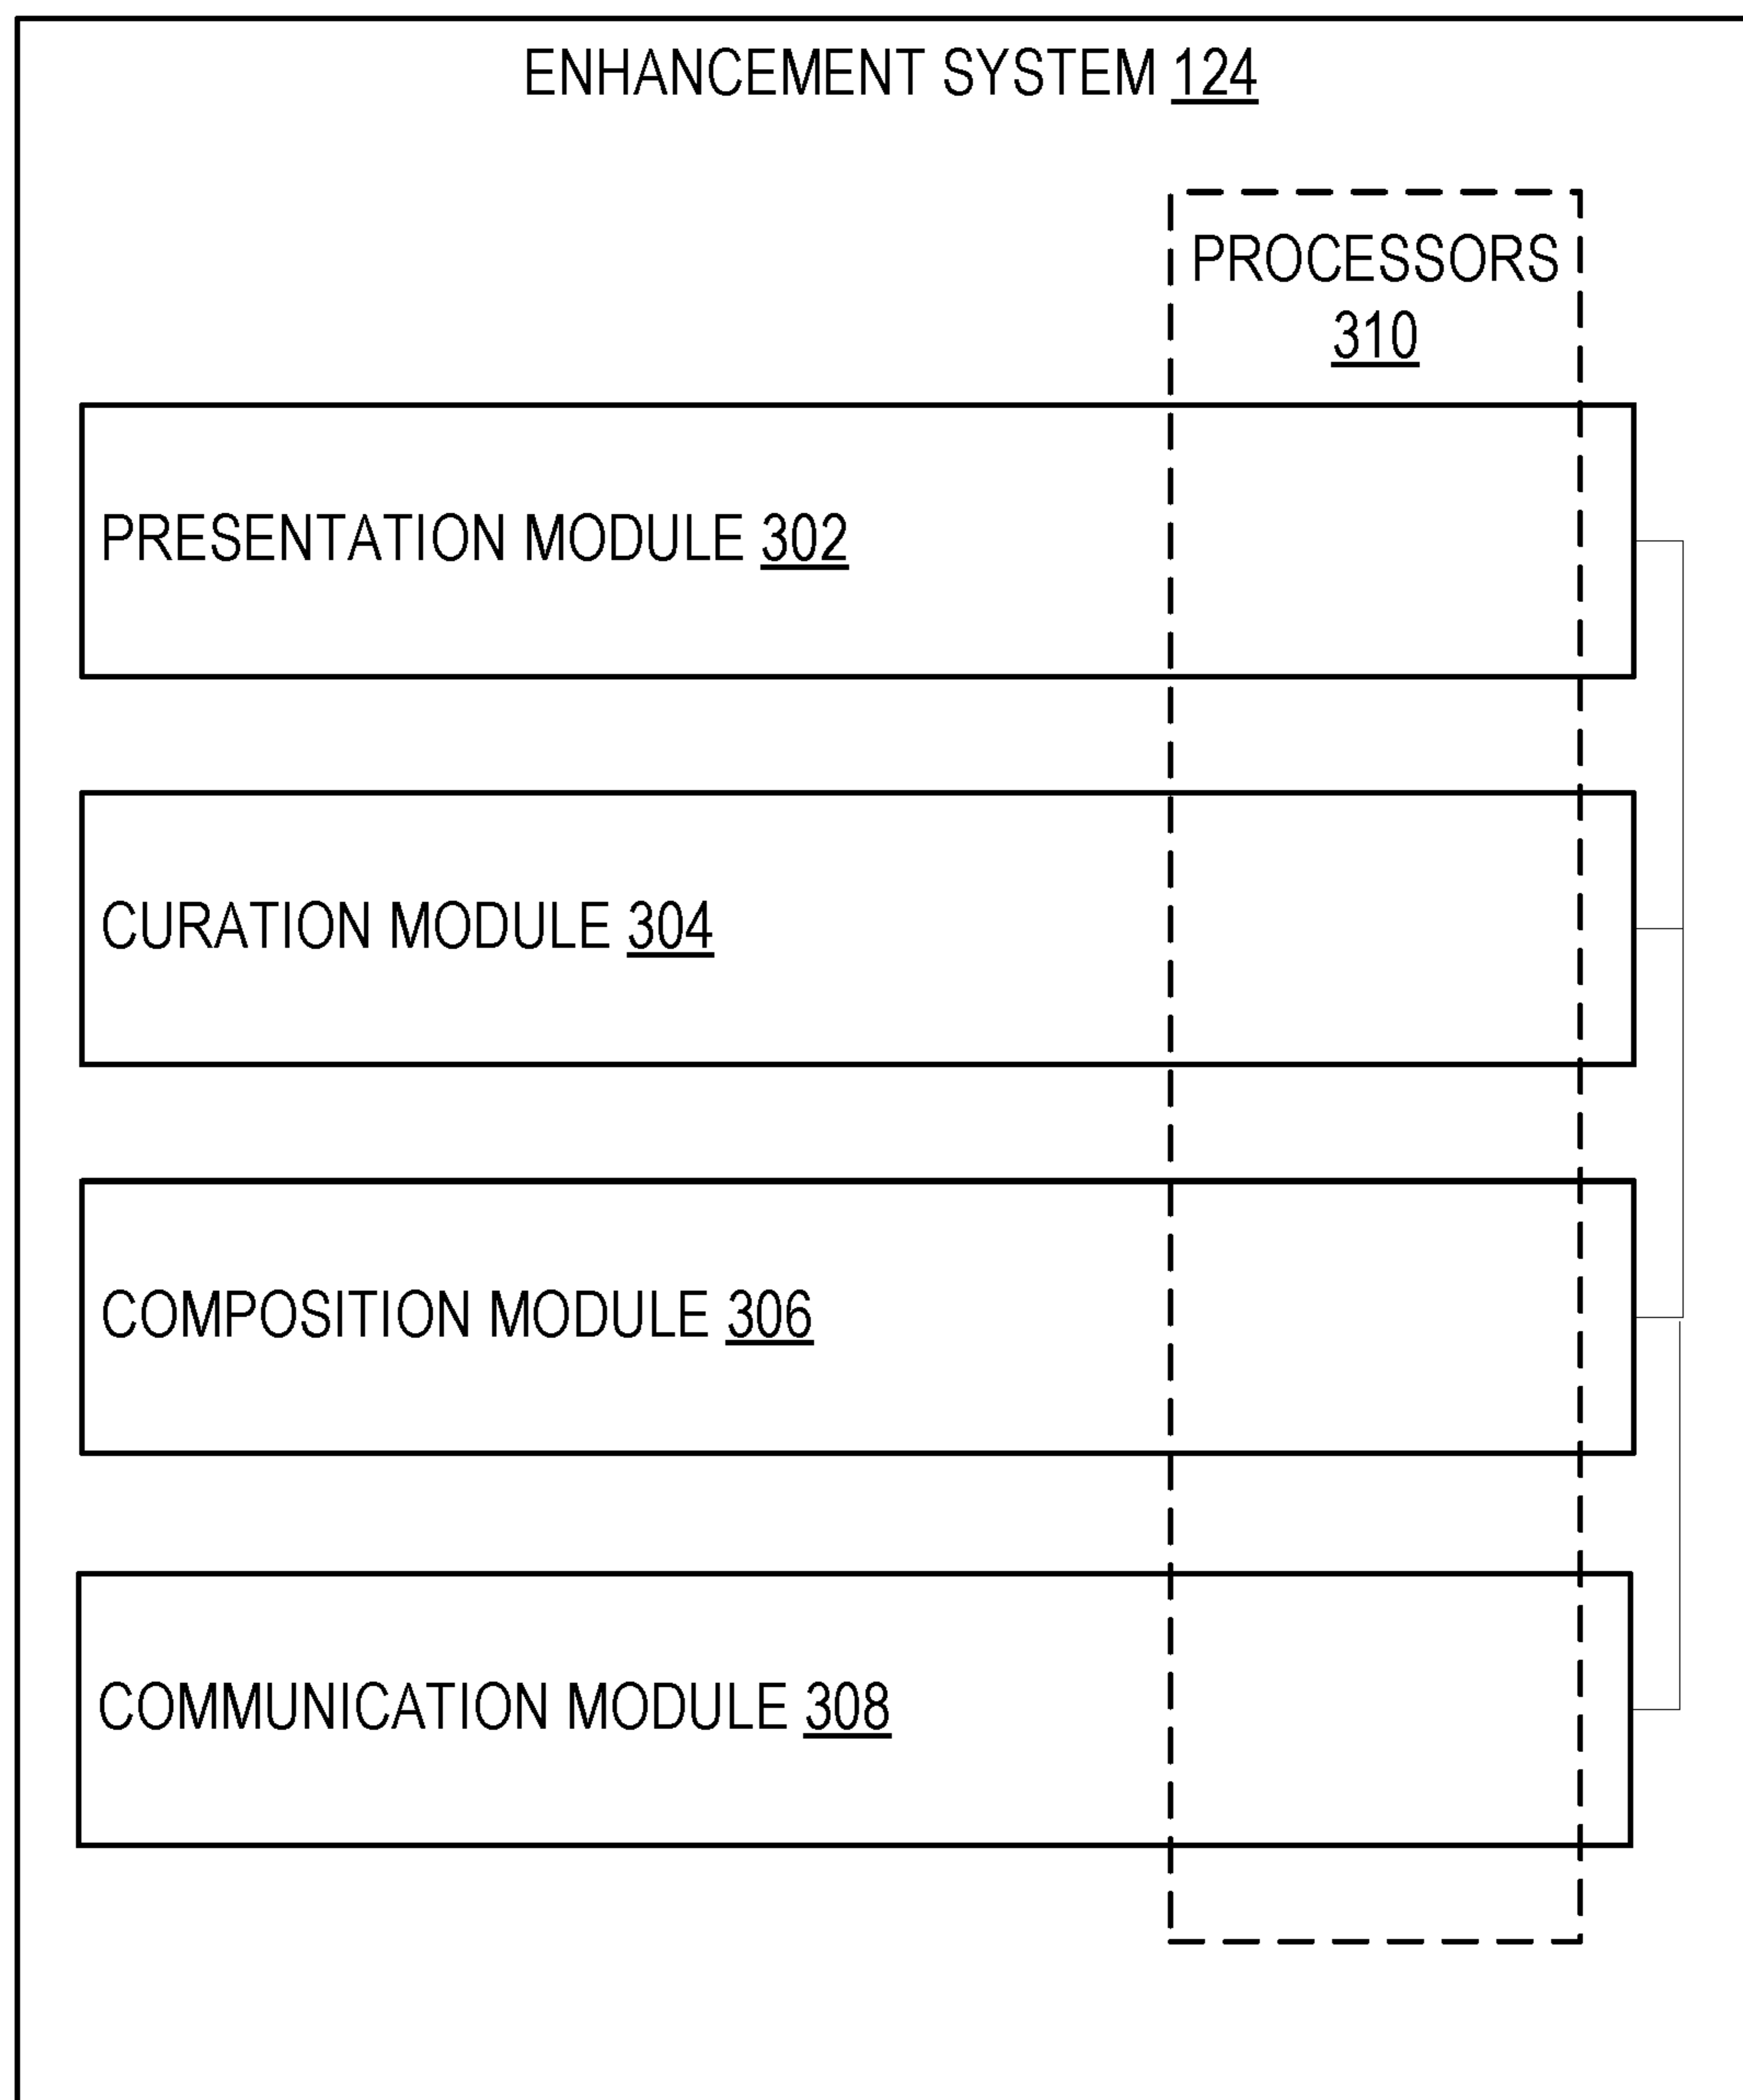 ENHANCEMENT SYSTEM 124
PROCESSORS
310
PRESENTATION MODULE 302
CURATION MODULE 304
COMPOSITION MODULE 306
COMMUNICATION MODULE 308